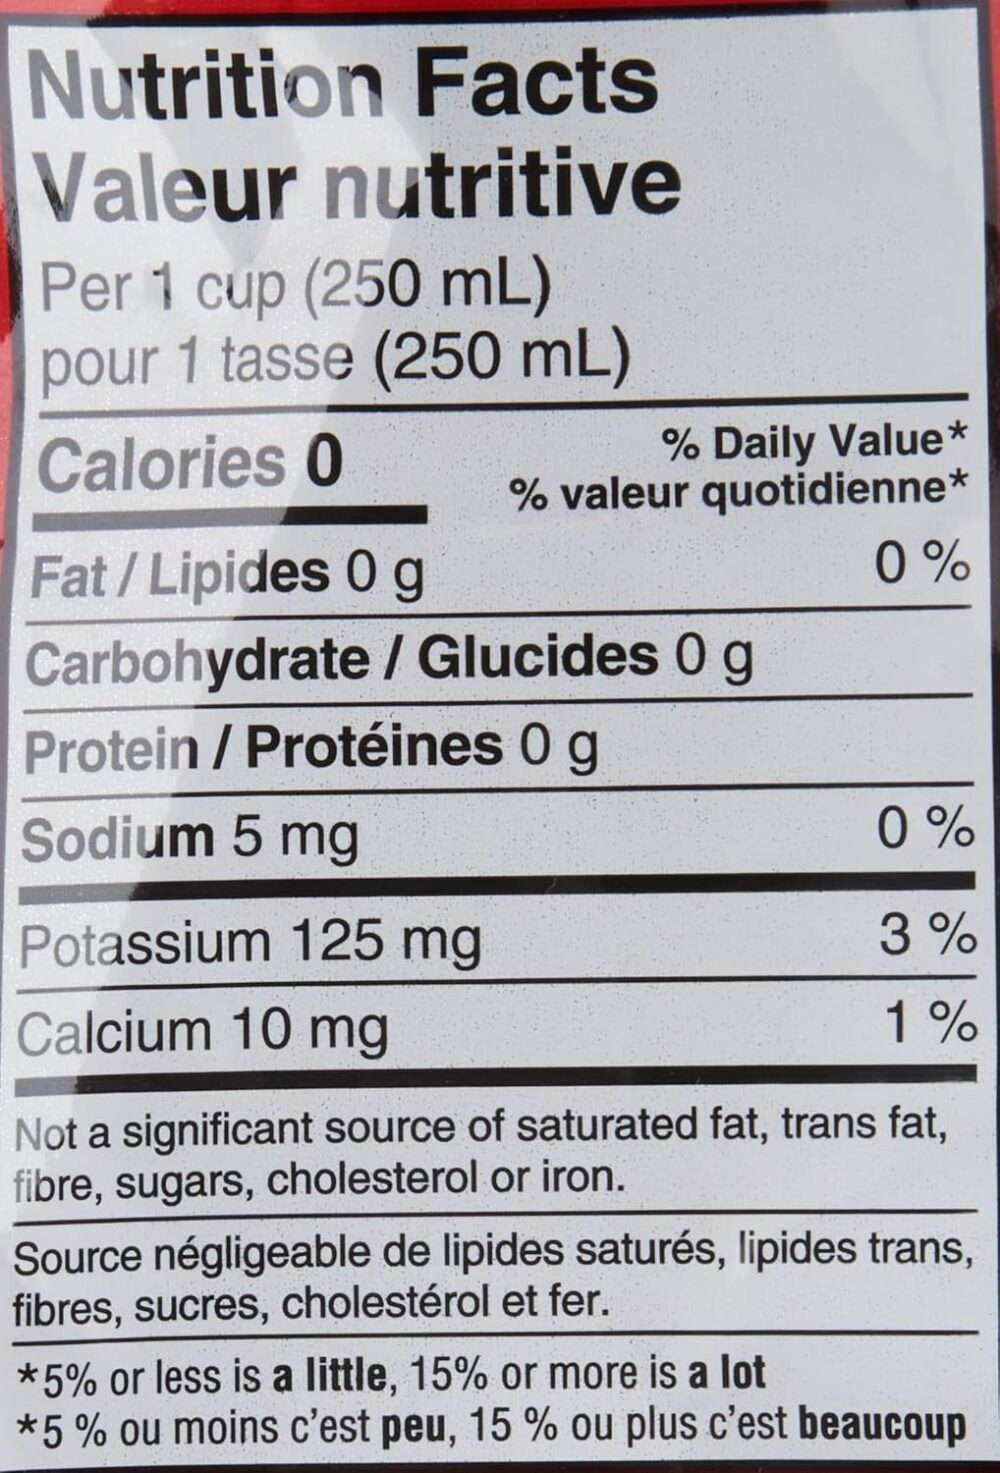 Nutrition Facts
Valeur nutritive
Per 1 cup (250 mL)
pour 1 tasse (250 mL)
Calories 0
% Daily Value*
% valeur quotidienne*
Fat / Lipides 0 g 0 %
Carbohydrate / Glucides 0 g
Protein / Protéines 0 g
Sodium 5 mg 0 %
Potassium 125 mg 3 %
Calcium 10 mg 1 %
Not a significant source of saturated fat, trans fat,
fibre, sugars, cholesterol or iron.
Source négligeable de lipides saturés, lipides trans,
fibres, sucres, cholestérol et fer.
*5% or less is a little, 15% or more is a lot
*5 % ou moins c'est peu, 15 % ou plus c'est beaucoup